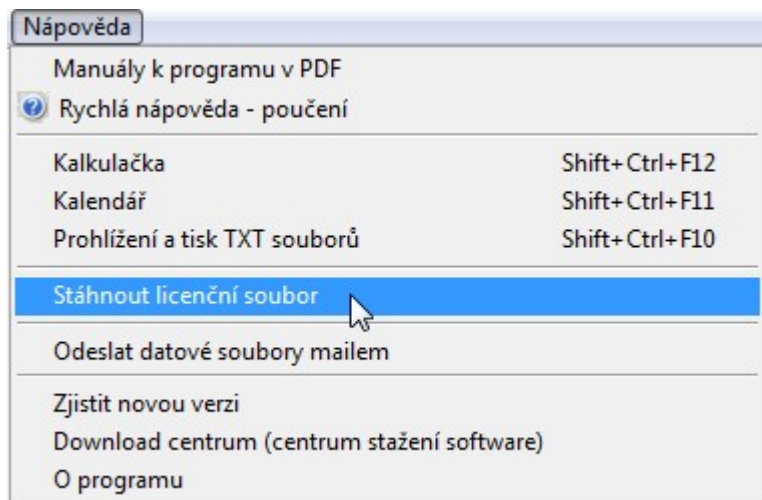 Nápověda
Manuály k programu v PDF
Rychlá nápověda - poučení
Kalkulačka Shift+Ctrl+F12
Kalendář Shift+Ctrl+F11
Prohlížení a tisk TXT souborů Shift+Ctrl+F10
Stáhnout licenční soubor
Odeslat datové soubory mailem
Zjistit novou verzi
Download centrum (centrum stažení software)
O programu